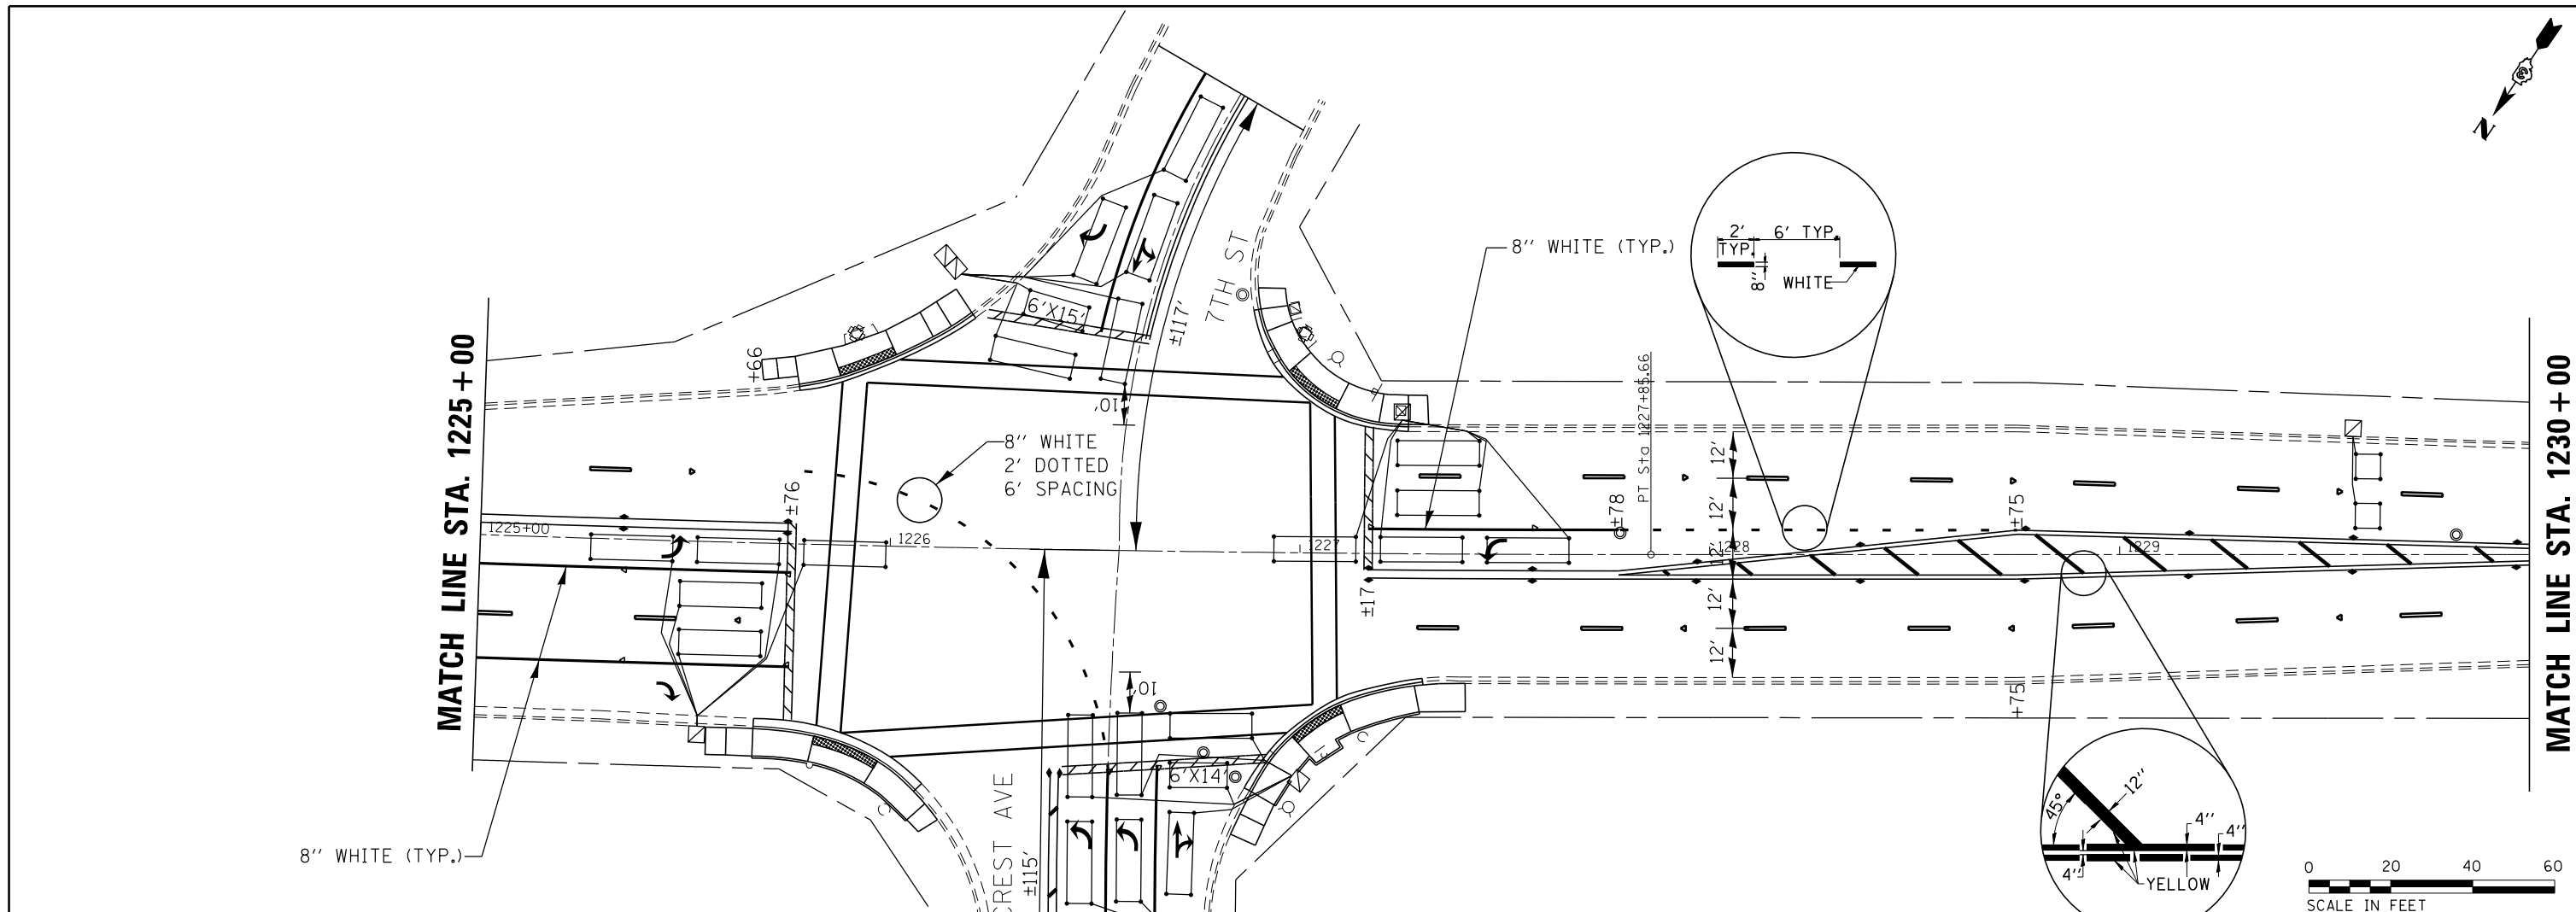 N
MATCH LINE STA. 1225+00
MATCH LINE STA. 1230+00
7TH ST
±117'
6'X15'
10'
+66
±76
8'' WHITE
2' DOTTED
6' SPACING
8'' WHITE (TYP.)
2'
TYP.
6' TYP.
8''
WHITE
PT Sta 1227+85.66
±78
12'
12'
12'
12'
12'
±75
1225+00
1226
1227
1228
1229
±17
+75
10'
6'X14'
CREST AVE
±115'
8'' WHITE (TYP.)
45°
12''
4''
4''
4''
YELLOW
0 20 40 60
SCALE IN FEET